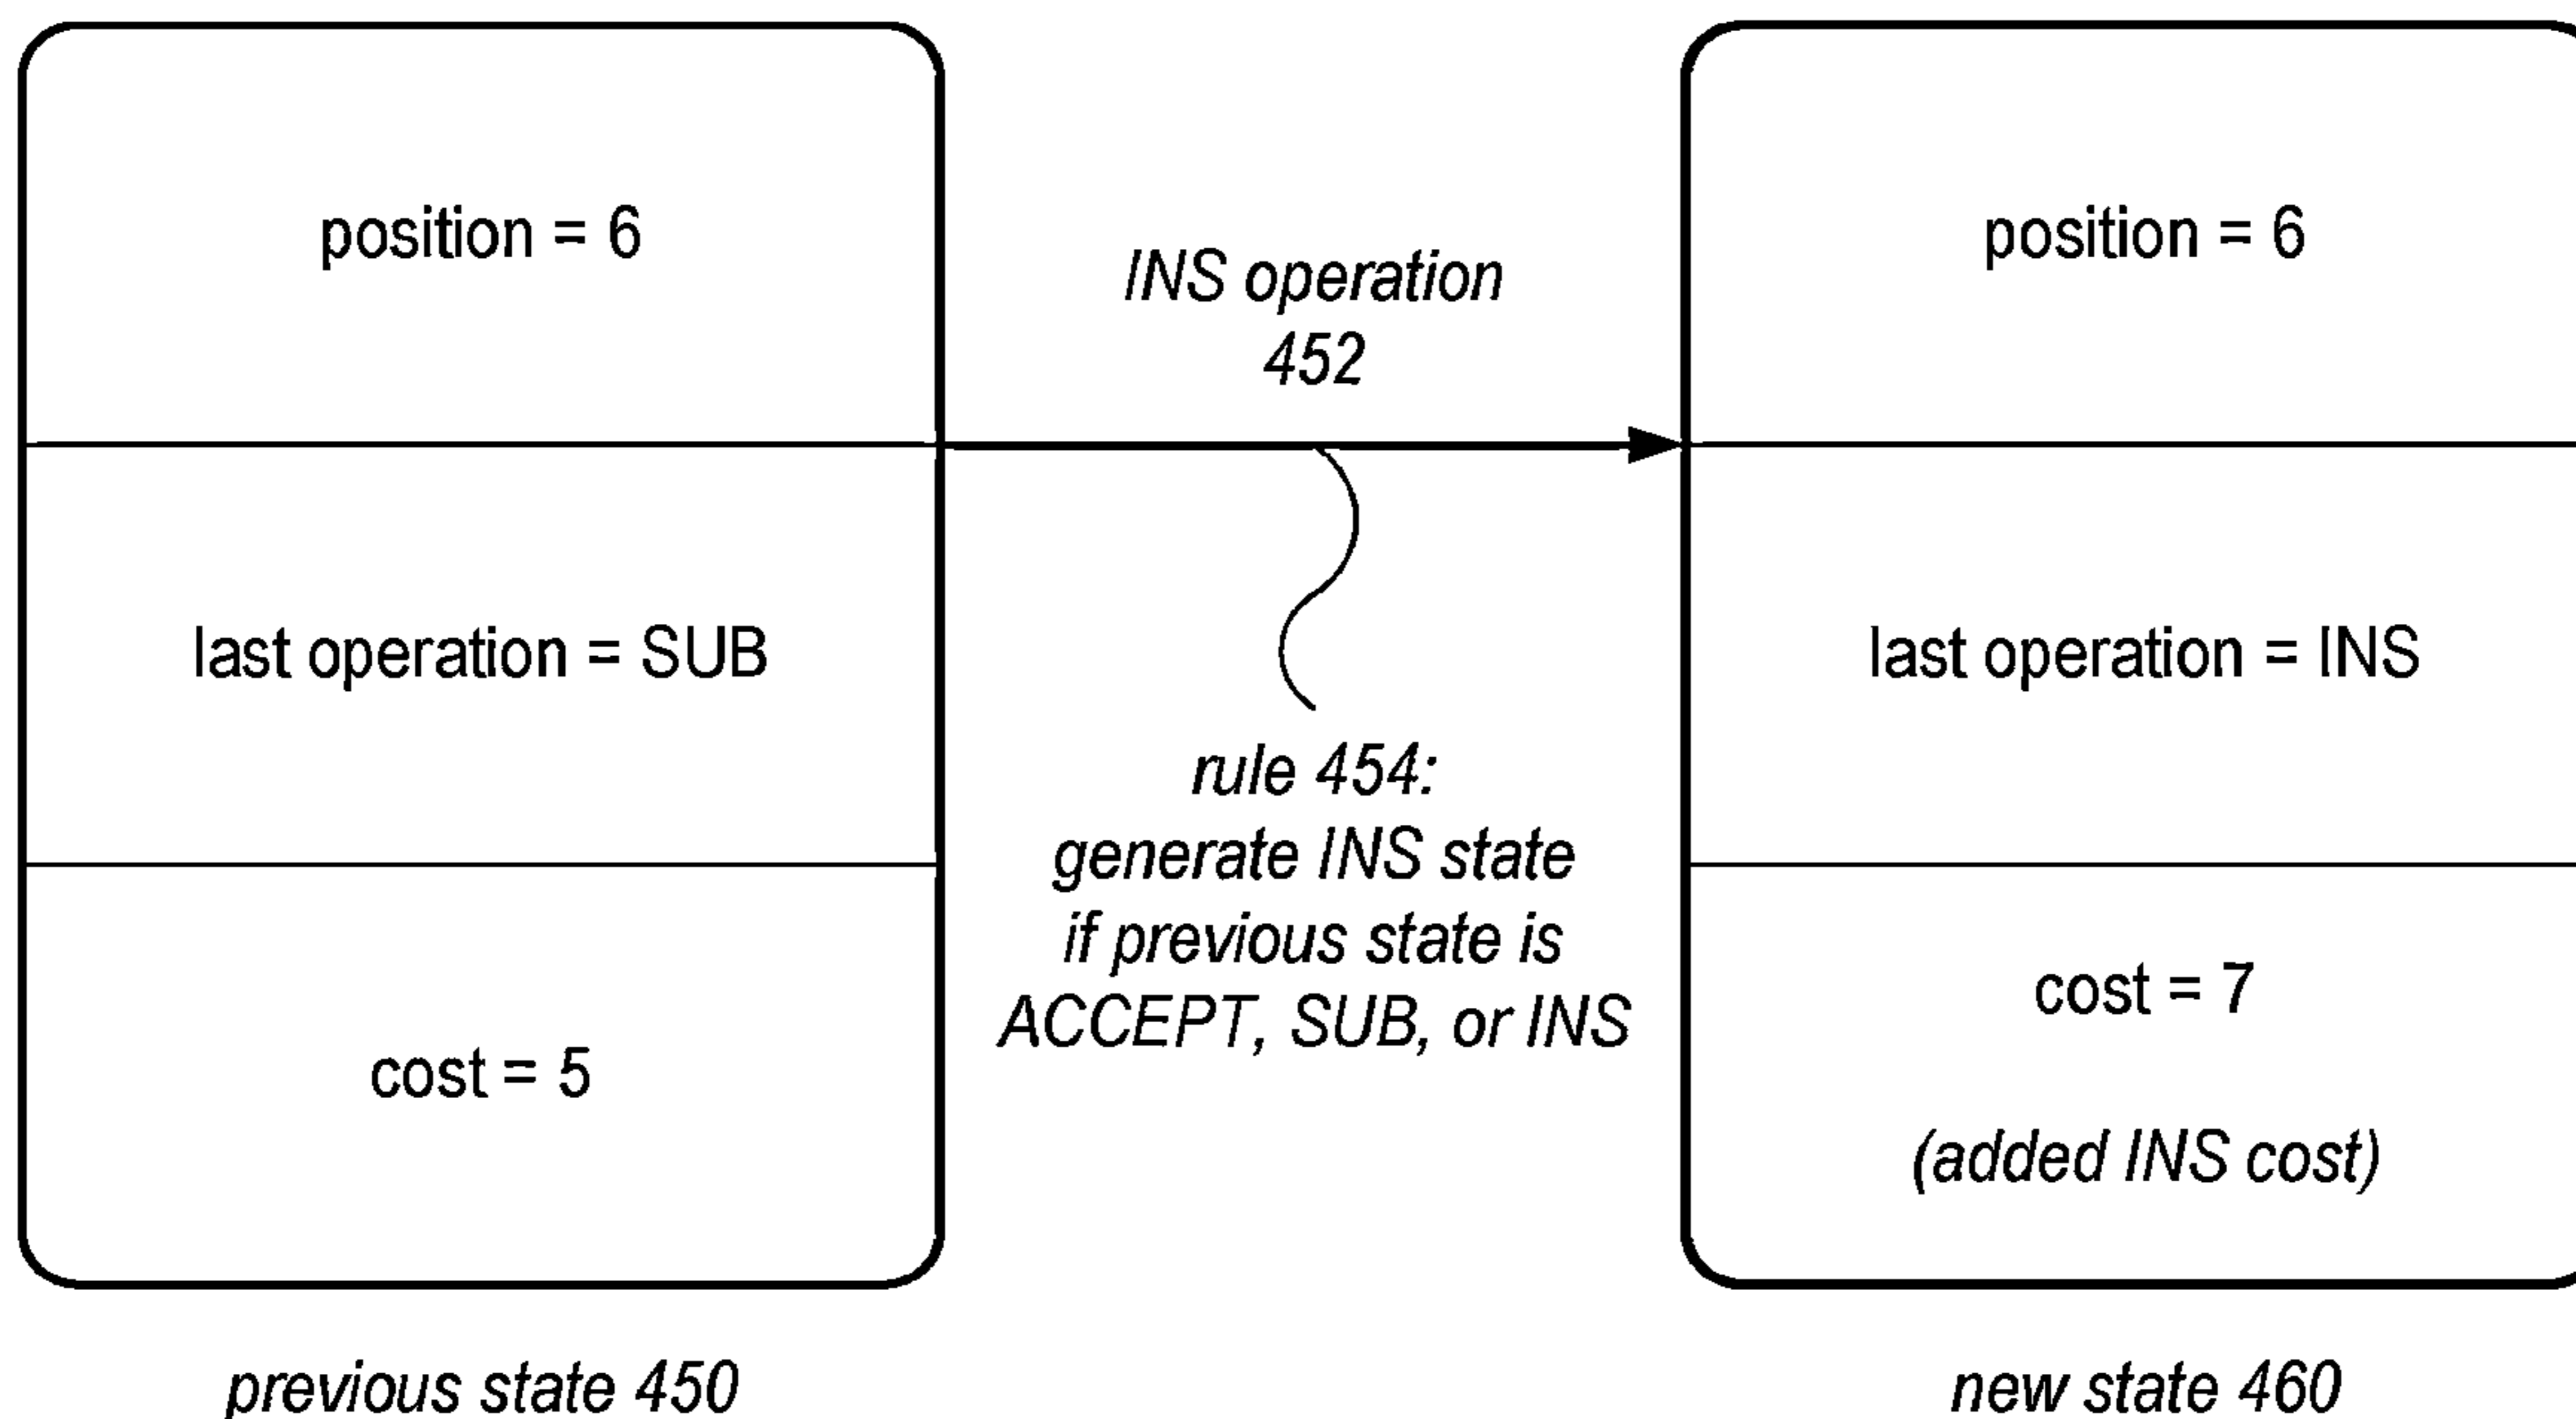 position = 6
last operation = SUB
cost = 5
previous state 450
INS operation
452
rule 454:
generate INS state
if previous state is
ACCEPT, SUB, or INS
position = 6
last operation = INS
cost = 7
(added INS cost)
new state 460